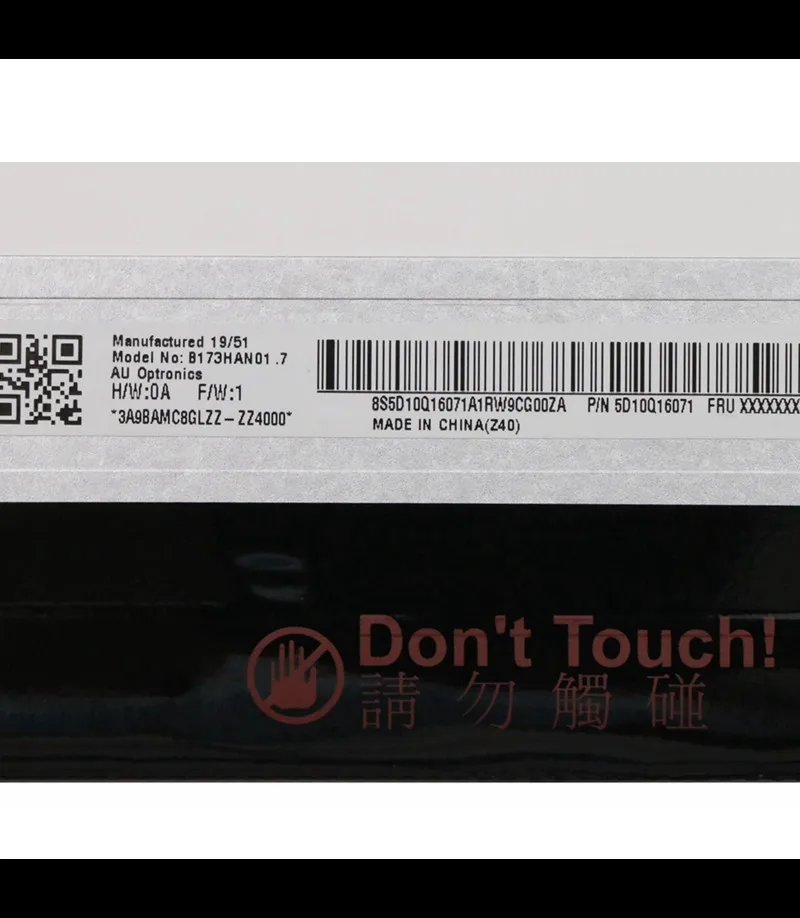 Manufactured 19/51
Model No: B173HAN01.7
AU Optronics
H/W:0A F/W:1
*3A9BAMC8GLZZ-ZZ4000*
8S5D10Q16071A1RW9CG00ZA P/N 5D10Q16071 FRU XXXXXXX
MADE IN CHINA(Z40)
Don't Touch!
請勿觸碰